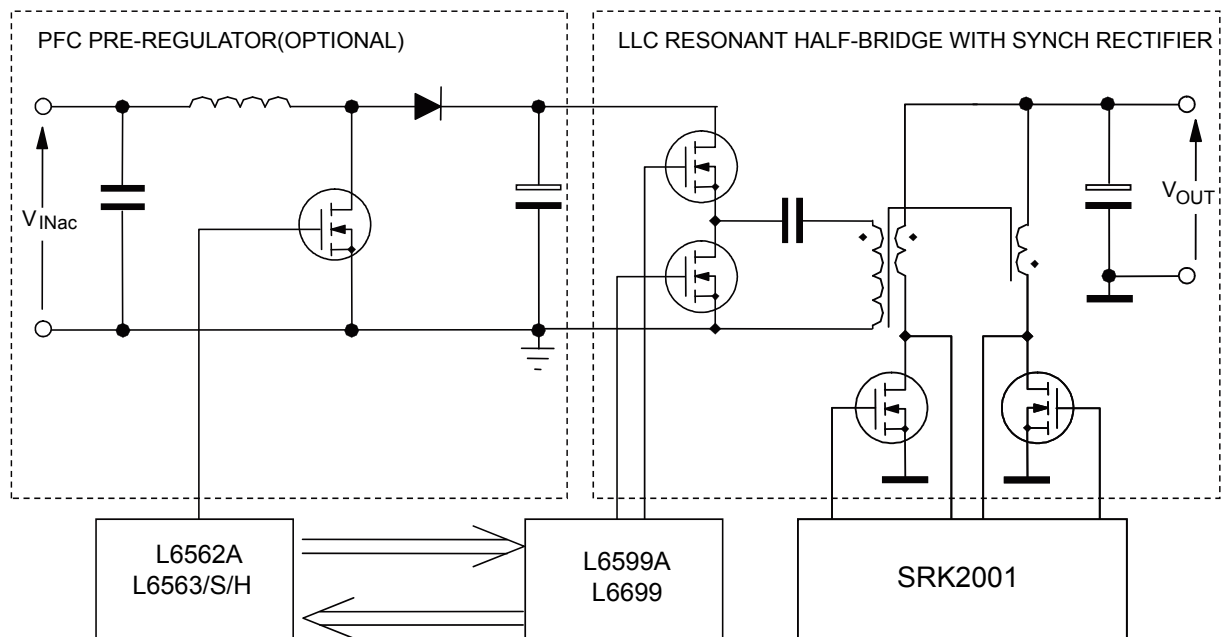 PFC PRE-REGULATOR(OPTIONAL)
LLC RESONANT HALF-BRIDGE WITH SYNCH RECTIFIER
VINac
VOUT
L6562A
L6563/S/H
L6599A
L6699
SRK2001